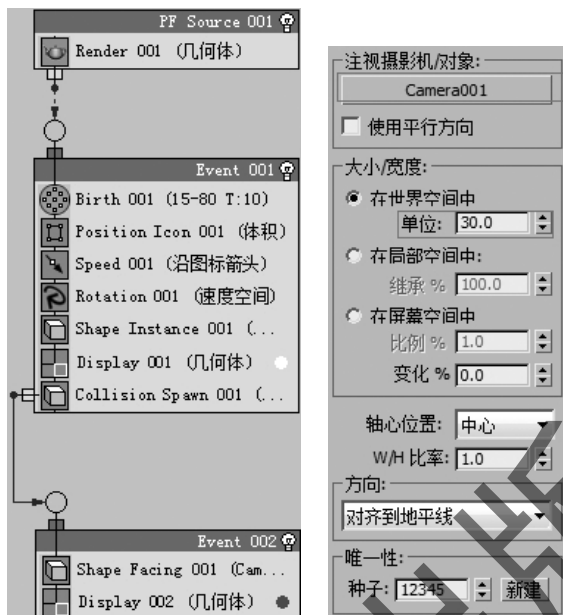 PF Source 001
Render 001 (几何体)
Event 001
Birth 001 (15-80 T:10)
Position Icon 001 (体积)
Speed 001 (沿图标箭头)
Rotation 001 (速度空间)
Shape Instance 001 (...
Display 001 (几何体)
Collision Spawn 001 (...
Event 002
Shape Facing 001 (Cam...
Display 002 (几何体)
注视摄影机/对象:
Camera001
使用平行方向
大小/宽度:
在世界空间中
单位: 30.0
在局部空间中:
继承 % 100.0
在屏幕空间中
比例 % 1.0
变化 % 0.0
轴心位置: 中心
W/H 比率: 1.0
方向:
对齐到地平线
唯一性:
种子: 12345 新建